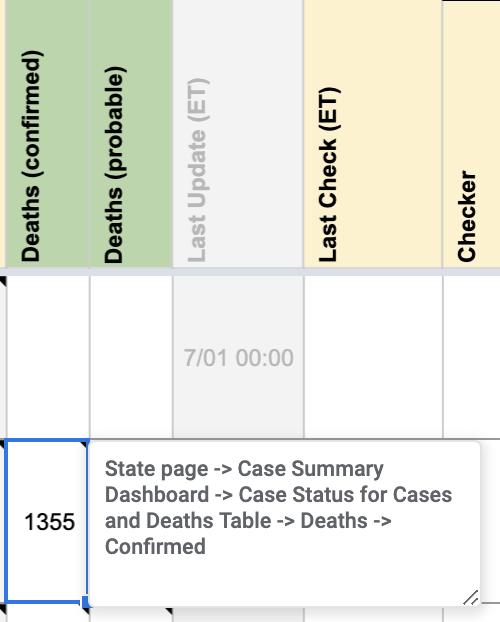 Deaths (confirmed)
Deaths (probable)
Last Update (ET)
Last Check (ET)
Checker
7/01 00:00
1355
State page -> Case Summary
Dashboard -> Case Status for Cases
and Deaths Table -> Deaths ->
Confirmed